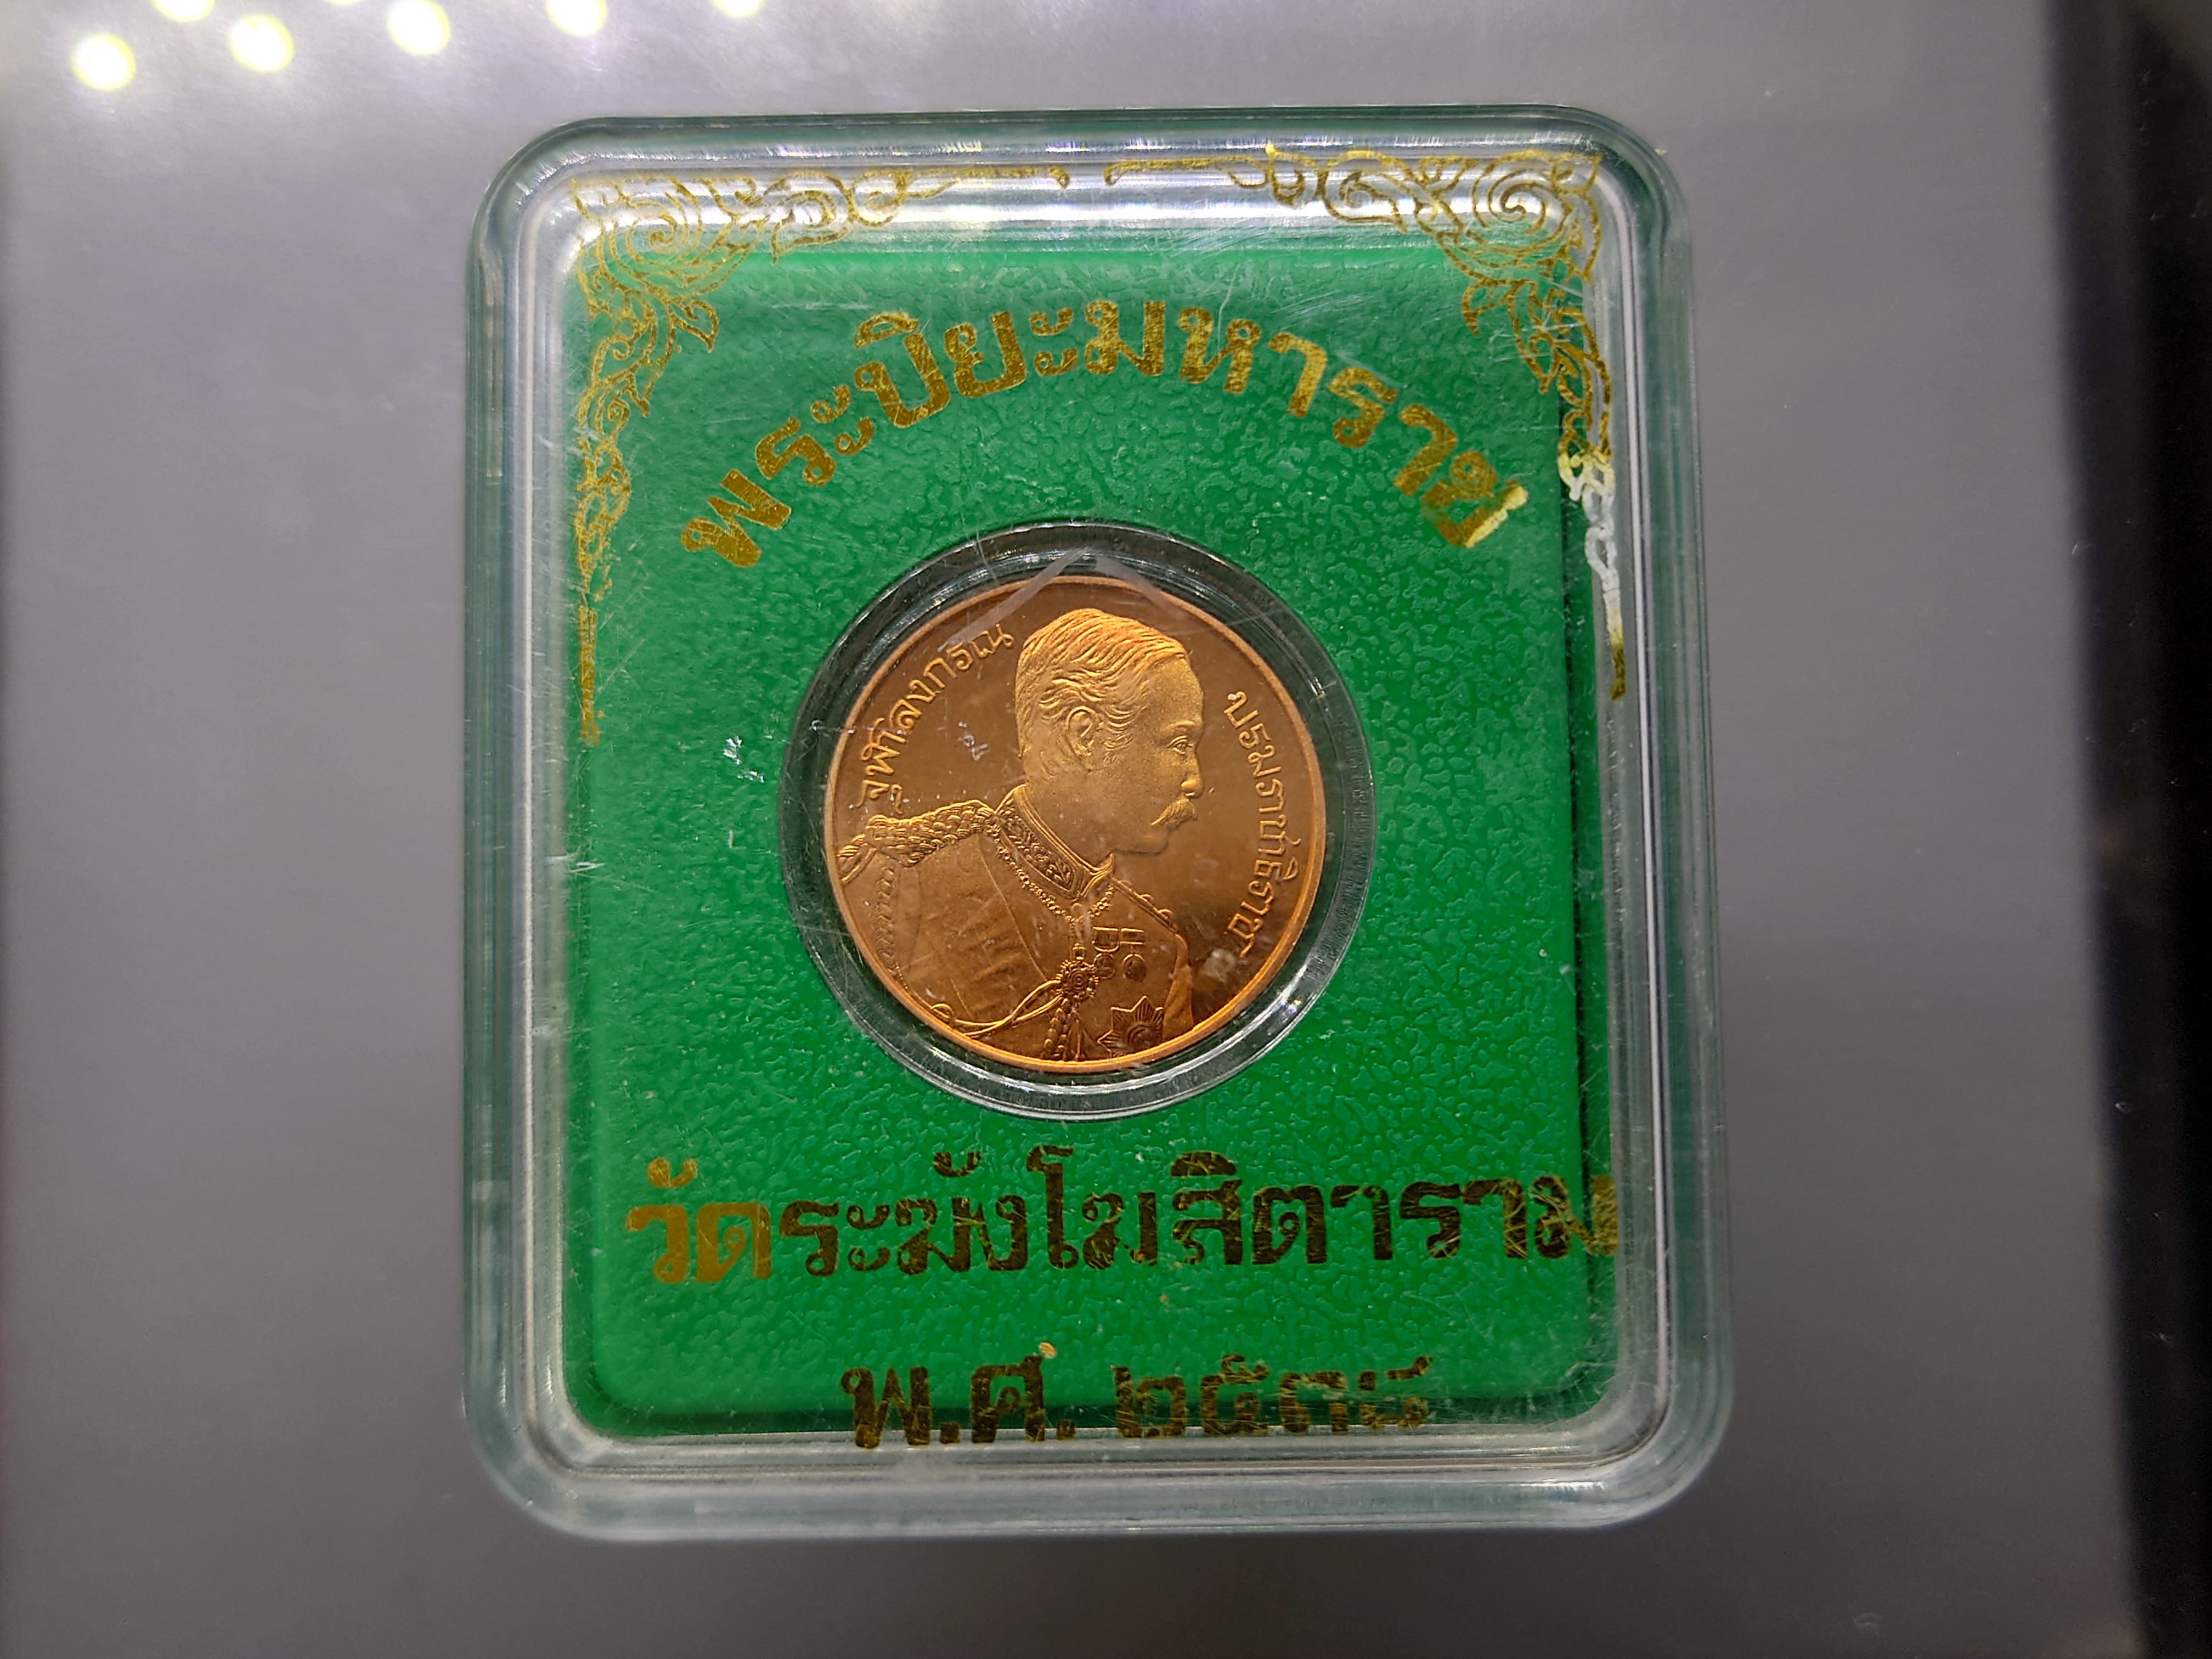 พระปิยะมหาราช
จุฬาลงกรณ์
บรมราชาธิราช
วัดระฆังโฆสิตาราม
พ.ศ. ๒๕๓๘